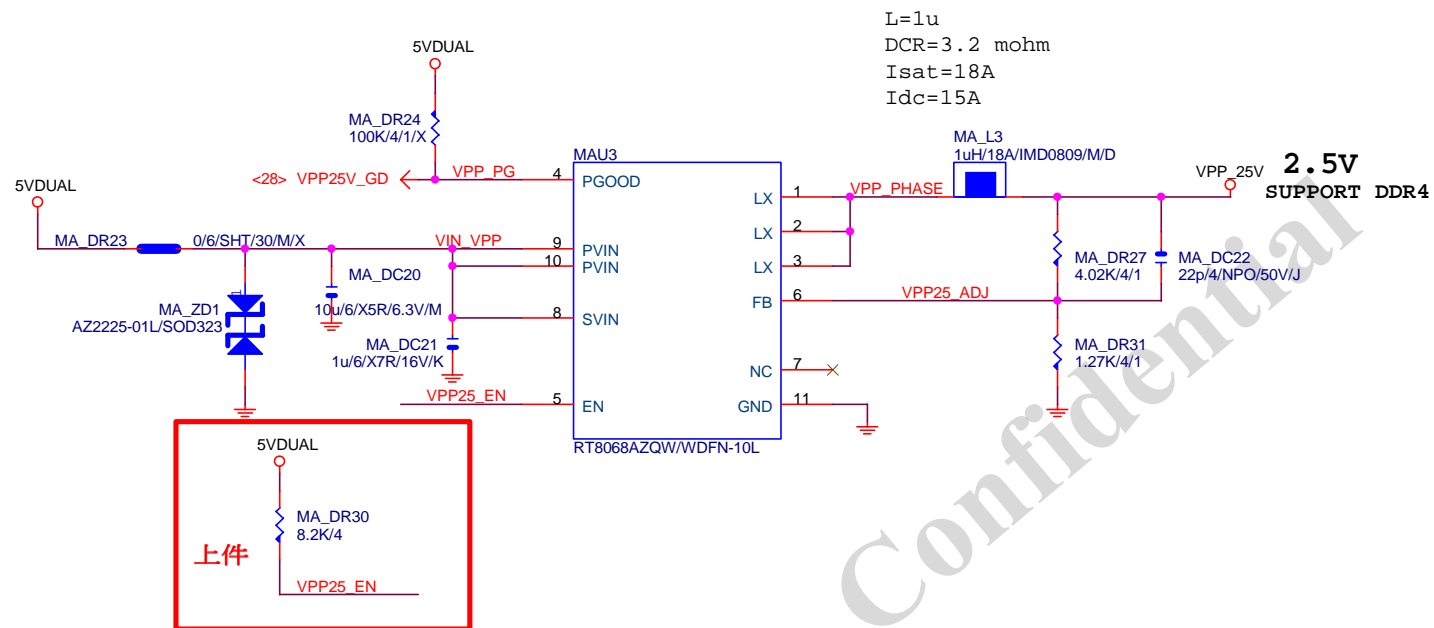 L=1u
DCR=3.2 mohm
Isat=18A
Idc=15A
5VDUAL
MA_DR24
100K/4/1/X
<28> VPP25V_GD
VPP_PG
4
PGOOD
MAU3
5VDUAL
MA_DR23
0/6/SHT/30/M/X
VIN_VPP
9
PVIN
10
PVIN
MA_ZD1
AZ2225-01L/SOD323
MA_DC20
10u/6/X5R/6.3V/M
8
SVIN
MA_DC21
1u/6/X7R/16V/K
VPP25_EN
5
EN
LX
1
VPP_PHASE
LX
2
LX
3
FB
6
VPP25_ADJ
NC
7
GND
11
RT8068AZQW/WDFN-10L
MA_L3
1uH/18A/IMD0809/M/D
VPP_25V
2.5V
SUPPORT DDR4
MA_DR27
4.02K/4/1
MA_DC22
22p/4/NPO/50V/J
MA_DR31
1.27K/4/1
5VDUAL
MA_DR30
8.2K/4
上件
VPP25_EN
Confidential